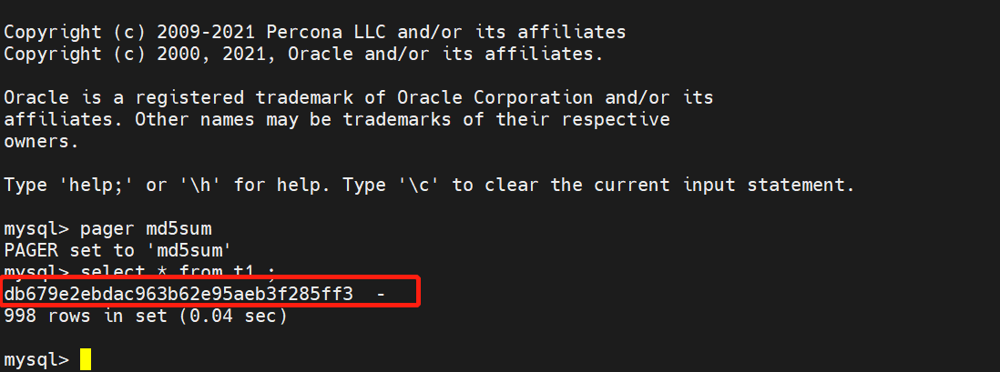 Copyright (c) 2009-2021 Percona LLC and/or its affiliates
Copyright (c) 2000, 2021, Oracle and/or its affiliates.
Oracle is a registered trademark of Oracle Corporation and/or its
affiliates. Other names may be trademarks of their respective
owners.
Type 'help;' or '\h' for help. Type '\c' to clear the current input statement.
mysql> pager md5sum
PAGER set to 'md5sum'
mysql> select * from t1 ;
db679e2ebdac963b62e95aeb3f285ff3  -
998 rows in set (0.04 sec)
mysql>